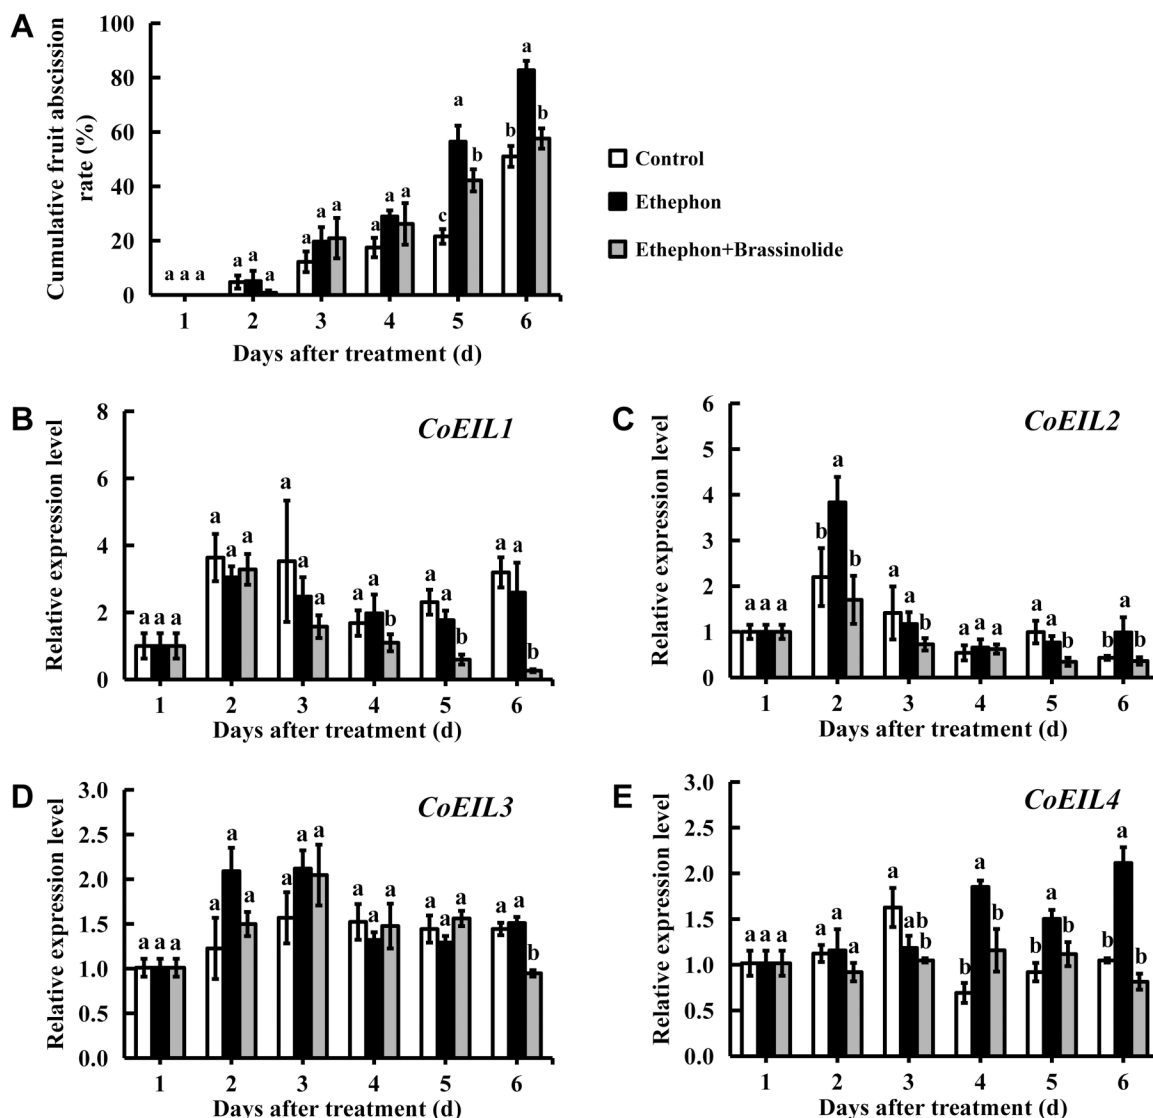 A
Cumulative fruit abscission
rate (%)
100
80
60
40
20
0
a a a
a a a
a a a
a a a
c a b
b a b
1 2 3 4 5 6
Days after treatment (d)
Control
Ethephon
Ethephon+Brassinolide
B
CoEIL1
Relative expression level
8
6
4
2
0
a a a
a a a
a a a
a a b
a a b
a a b
1 2 3 4 5 6
Days after treatment (d)
C
CoEIL2
Relative expression level
6
5
4
3
2
1
0
a a a
b a b
a a b
a a a
a a b
b a b
1 2 3 4 5 6
Days after treatment (d)
D
CoEIL3
Relative expression level
3.0
2.5
2.0
1.5
1.0
0.5
0.0
a a a
a a a
a a a
a a a
a a a
a a b
1 2 3 4 5 6
Days after treatment (d)
E
CoEIL4
Relative expression level
3.0
2.5
2.0
1.5
1.0
0.5
0.0
a a a
a a a
a ab b
b a b
b a b
b a b
1 2 3 4 5 6
Days after treatment (d)